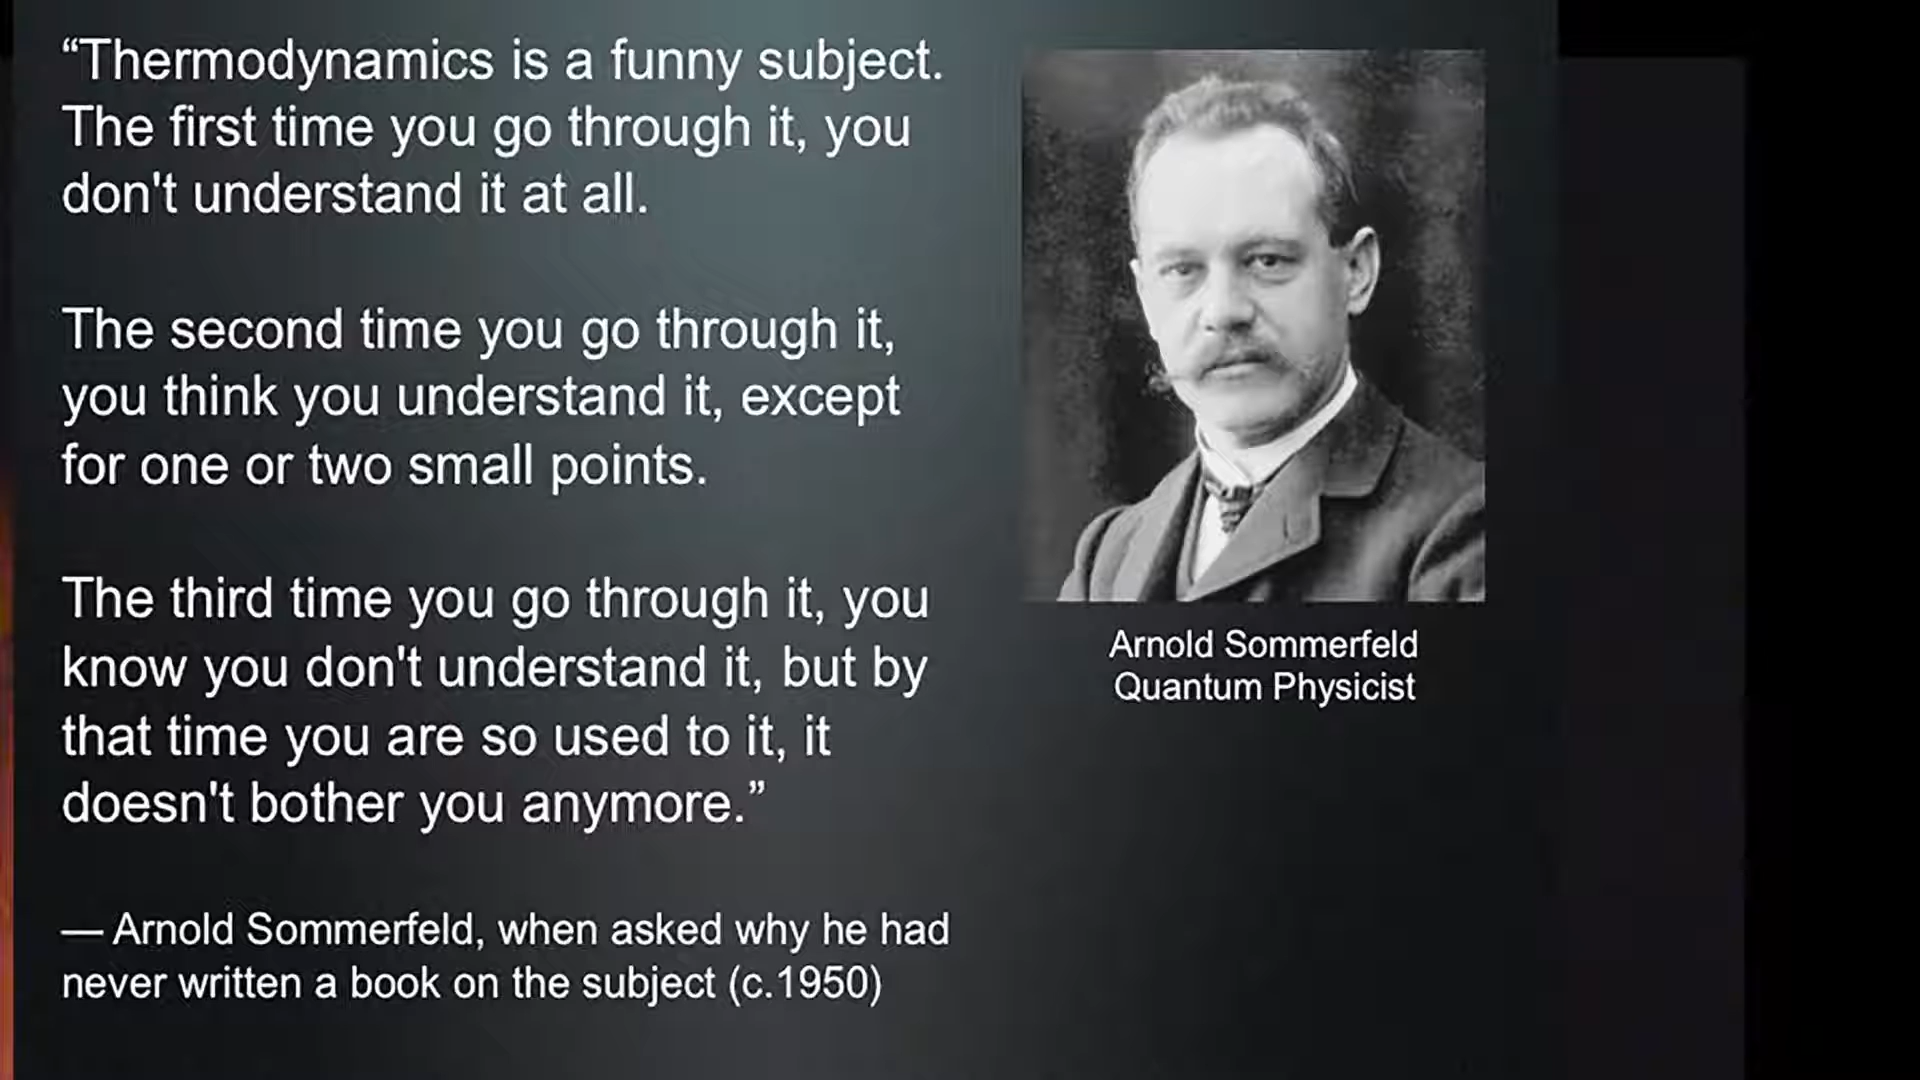 “Thermodynamics is a funny subject.
The first time you go through it, you
don't understand it at all.
The second time you go through it,
you think you understand it, except
for one or two small points.
The third time you go through it, you
know you don't understand it, but by
that time you are so used to it, it
doesn't bother you anymore.”
— Arnold Sommerfeld, when asked why he had
never written a book on the subject (c.1950)
Arnold Sommerfeld
Quantum Physicist